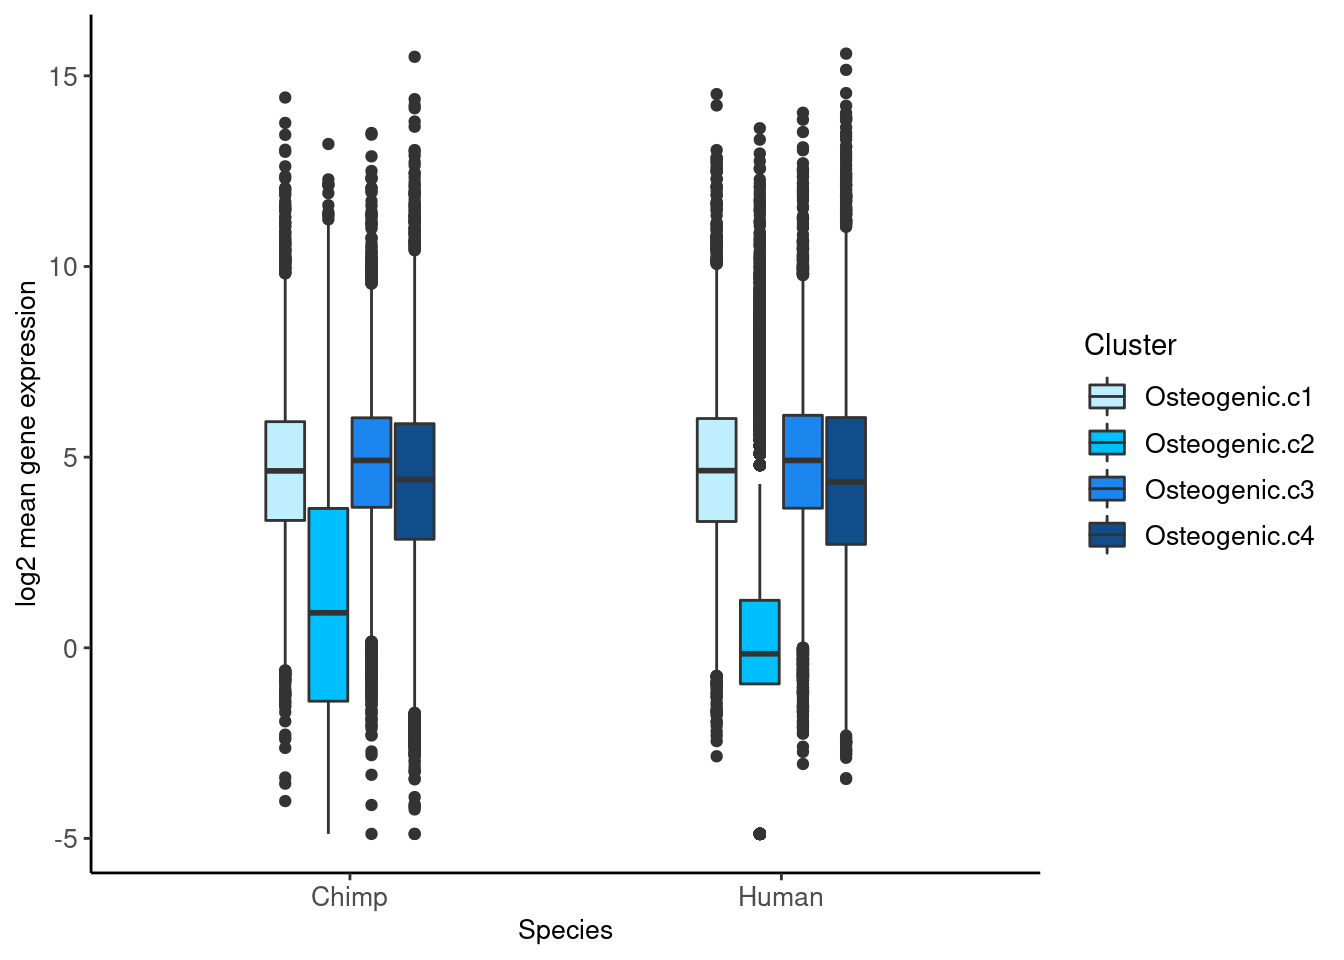 log2 mean gene expression
15
10
5
0
-5
Chimp
Human
Species
Cluster
Osteogenic.c1
Osteogenic.c2
Osteogenic.c3
Osteogenic.c4